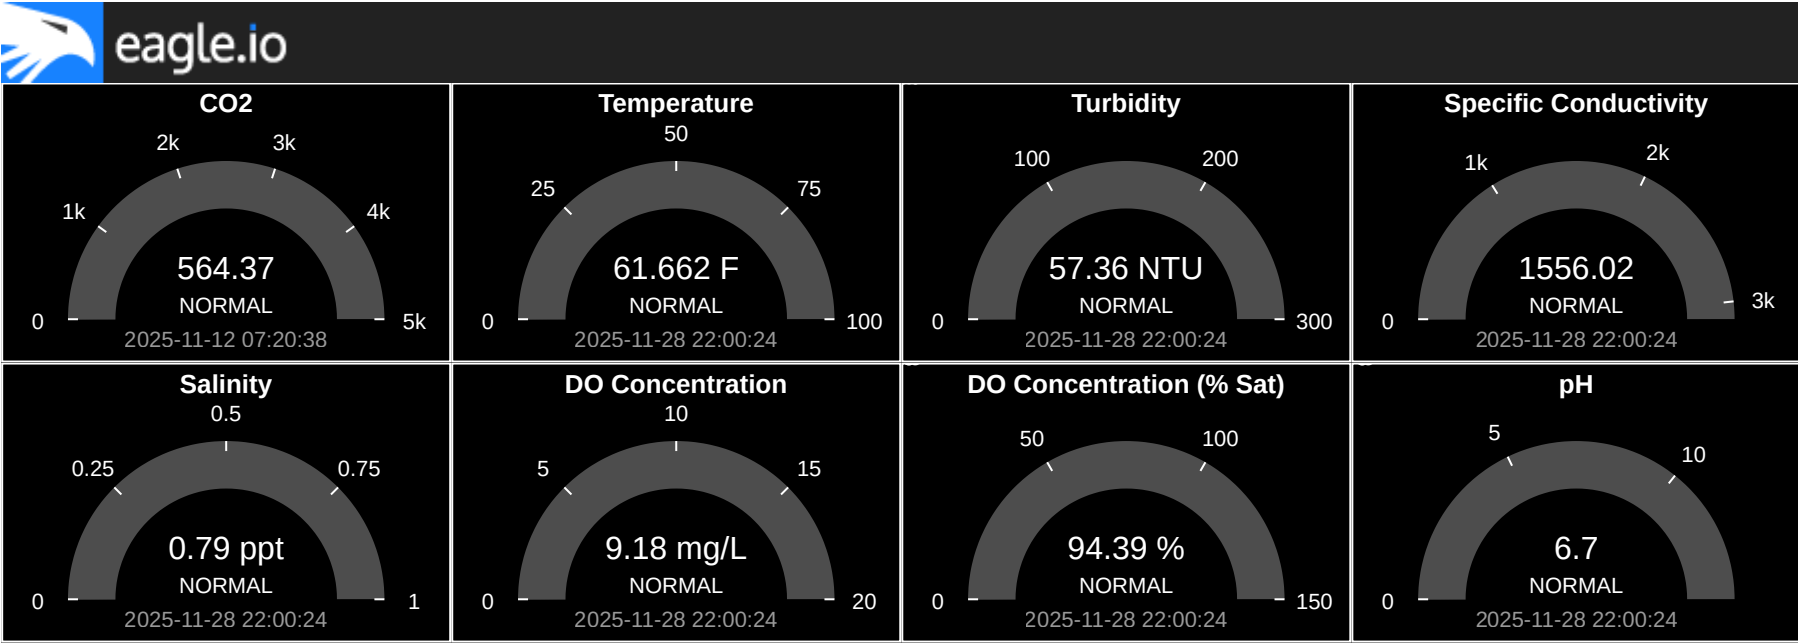 eagle.io
CO2
2k
3k
1k
4k
564.37
NORMAL
0
5k
2025-11-12 07:20:38
Temperature
50
25
75
61.662 F
NORMAL
0
100
2025-11-28 22:00:24
Turbidity
100
200
57.36 NTU
NORMAL
0
300
2025-11-28 22:00:24
Specific Conductivity
1k
2k
1556.02
3k
NORMAL
0
2025-11-28 22:00:24
Salinity
0.5
0.25
0.75
0.79 ppt
NORMAL
0
1
2025-11-28 22:00:24
DO Concentration
10
5
15
9.18 mg/L
NORMAL
0
20
2025-11-28 22:00:24
DO Concentration (% Sat)
50
100
94.39 %
NORMAL
0
150
2025-11-28 22:00:24
pH
5
10
6.7
NORMAL
0
2025-11-28 22:00:24